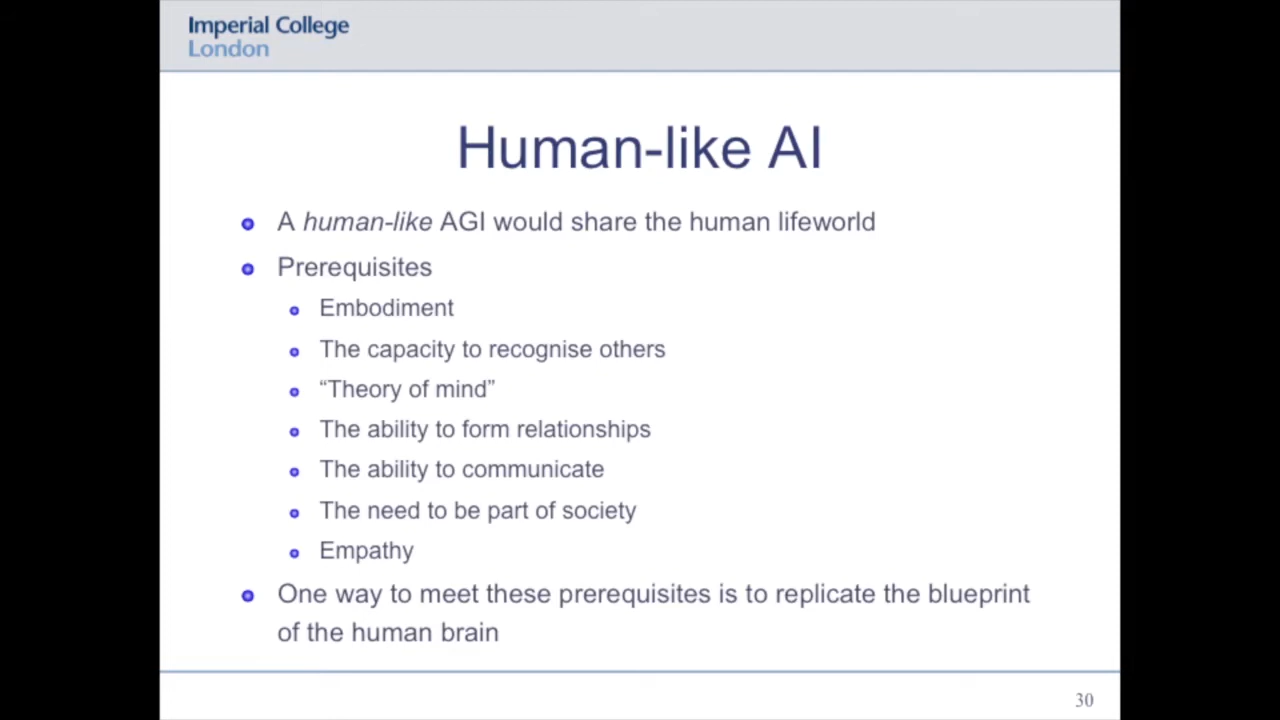 Imperial College
London
Human-like AI
A human-like AGI would share the human lifeworld
Prerequisites
Embodiment
The capacity to recognise others
“Theory of mind”
The ability to form relationships
The ability to communicate
The need to be part of society
Empathy
One way to meet these prerequisites is to replicate the blueprint
of the human brain
30